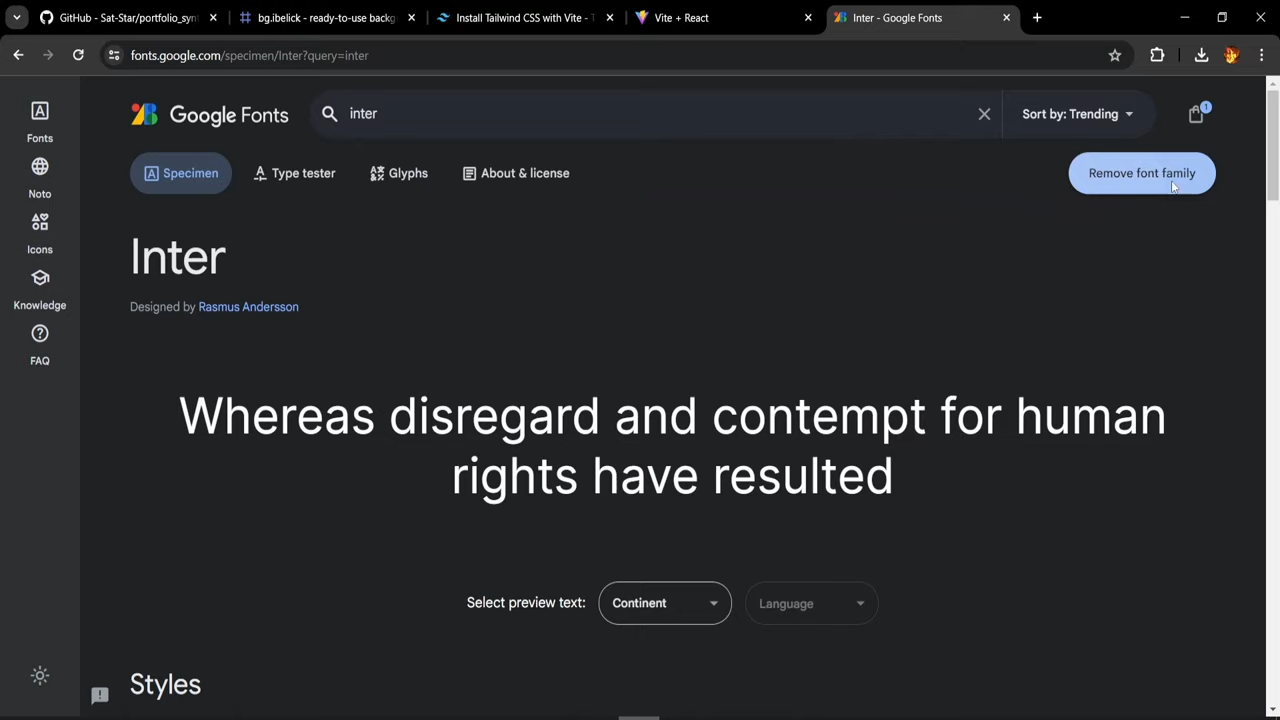 GitHub - Sat-Star/portfolio_syn
bg.ibelick - ready-to-use backg
Install Tailwind CSS with Vite - T
Vite + React
Inter - Google Fonts
fonts.google.com/specimen/Inter?query=inter
Fonts
Noto
Icons
Knowledge
FAQ
Google Fonts
inter
Sort by: Trending
1
Specimen
Type tester
Glyphs
About & license
Remove font family
Inter
Designed by Rasmus Andersson
Whereas disregard and contempt for human
rights have resulted
Select preview text:
Continent
Language
Styles